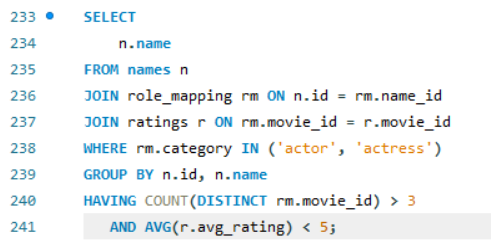 233 SELECT
234     n.name
235 FROM names n
236 JOIN role_mapping rm ON n.id = rm.name_id
237 JOIN ratings r ON rm.movie_id = r.movie_id
238 WHERE rm.category IN ('actor', 'actress')
239 GROUP BY n.id, n.name
240 HAVING COUNT(DISTINCT rm.movie_id) > 3
241    AND AVG(r.avg_rating) < 5;